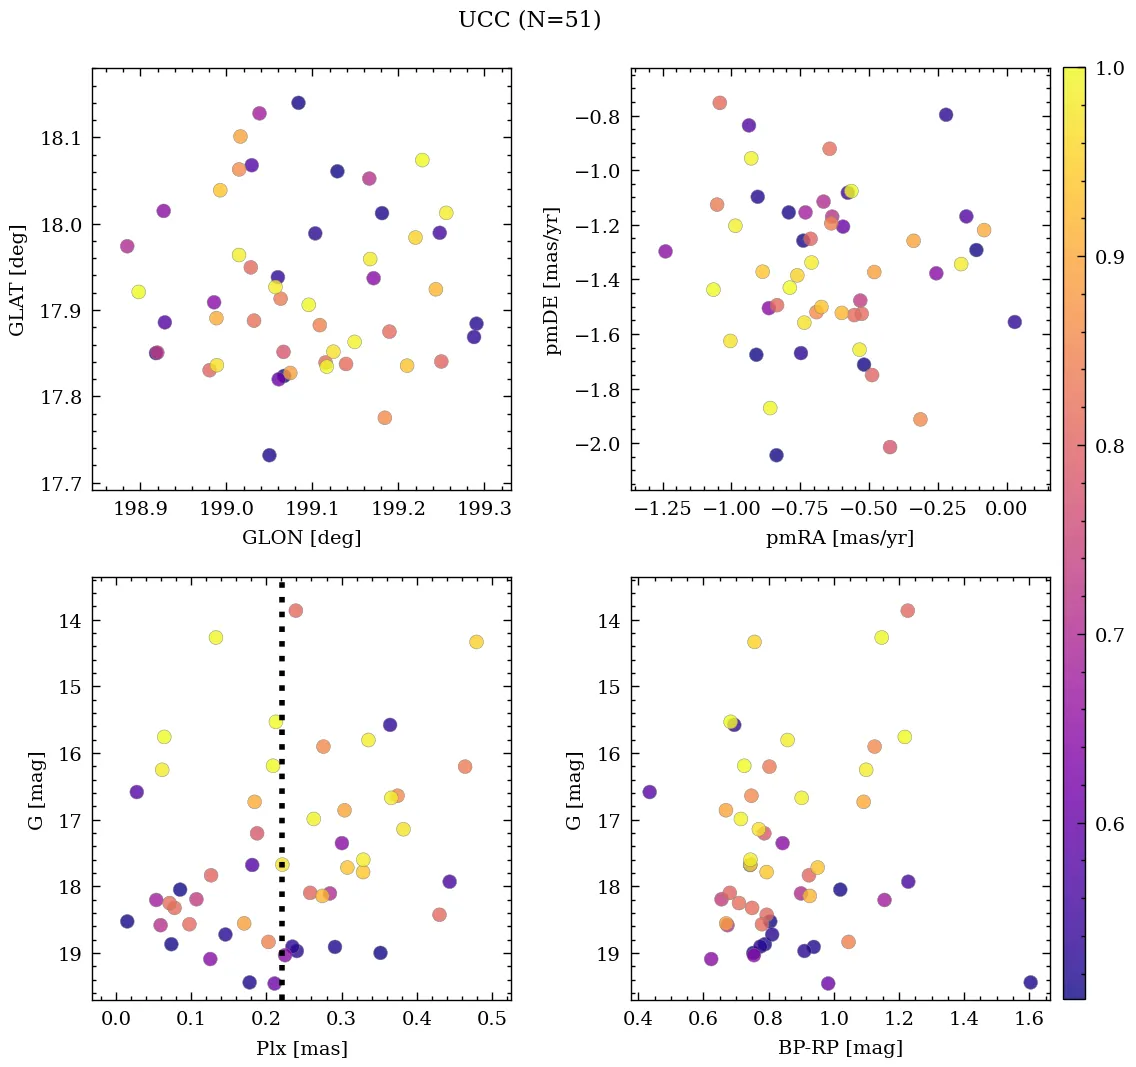 UCC (N=51)
18.1
18.0
17.9
17.8
17.7
GLAT [deg]
198.9 199.0 199.1 199.2 199.3
GLON [deg]
−0.8
−1.0
−1.2
−1.4
−1.6
−1.8
−2.0
pmDE [mas/yr]
−1.25 −1.00 −0.75 −0.50 −0.25 0.00
pmRA [mas/yr]
1.0
0.9
0.8
0.7
0.6
14
15
16
17
18
19
G [mag]
0.0 0.1 0.2 0.3 0.4 0.5
Plx [mas]
14
15
16
17
18
19
G [mag]
0.4 0.6 0.8 1.0 1.2 1.4 1.6
BP-RP [mag]